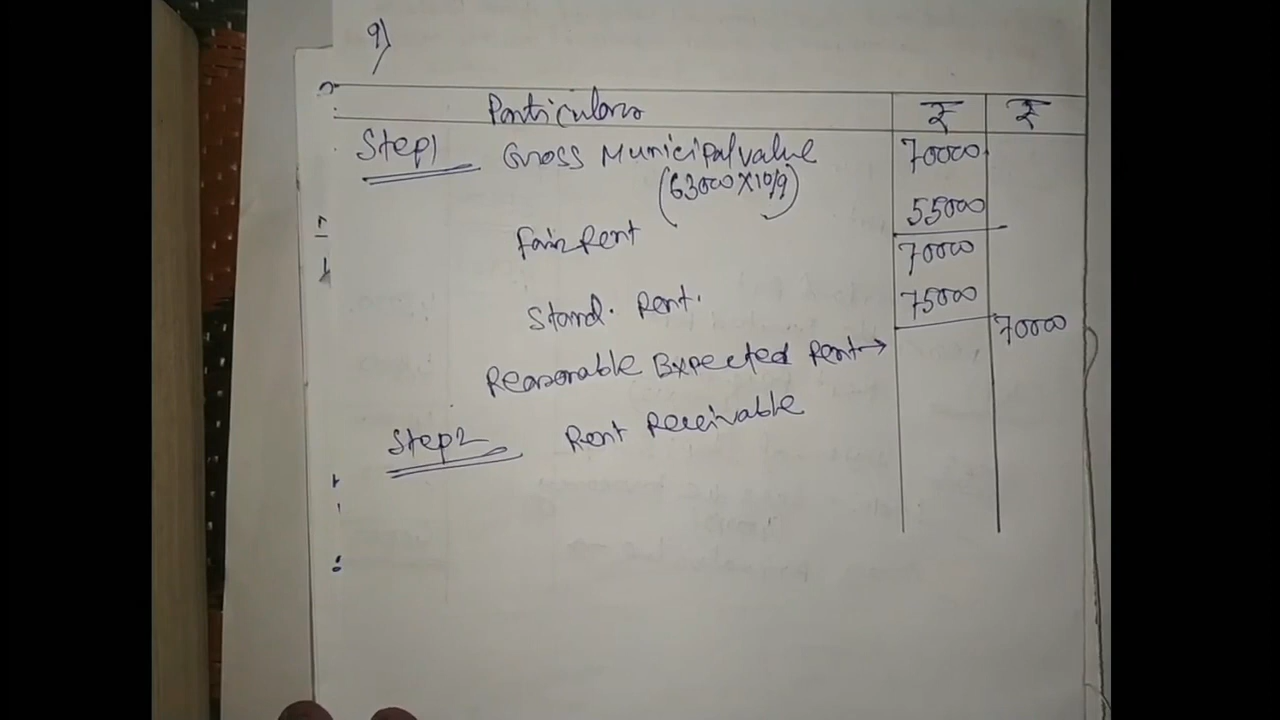 9)
Particulars ₹ ₹
Step1 Gross Municipal value 70000
(63000×10/9)
Fair Rent 55000
70000
Stand. Rent. 75000
Reasonable Expected Rent→ 70000
Step2 Rent Receivable